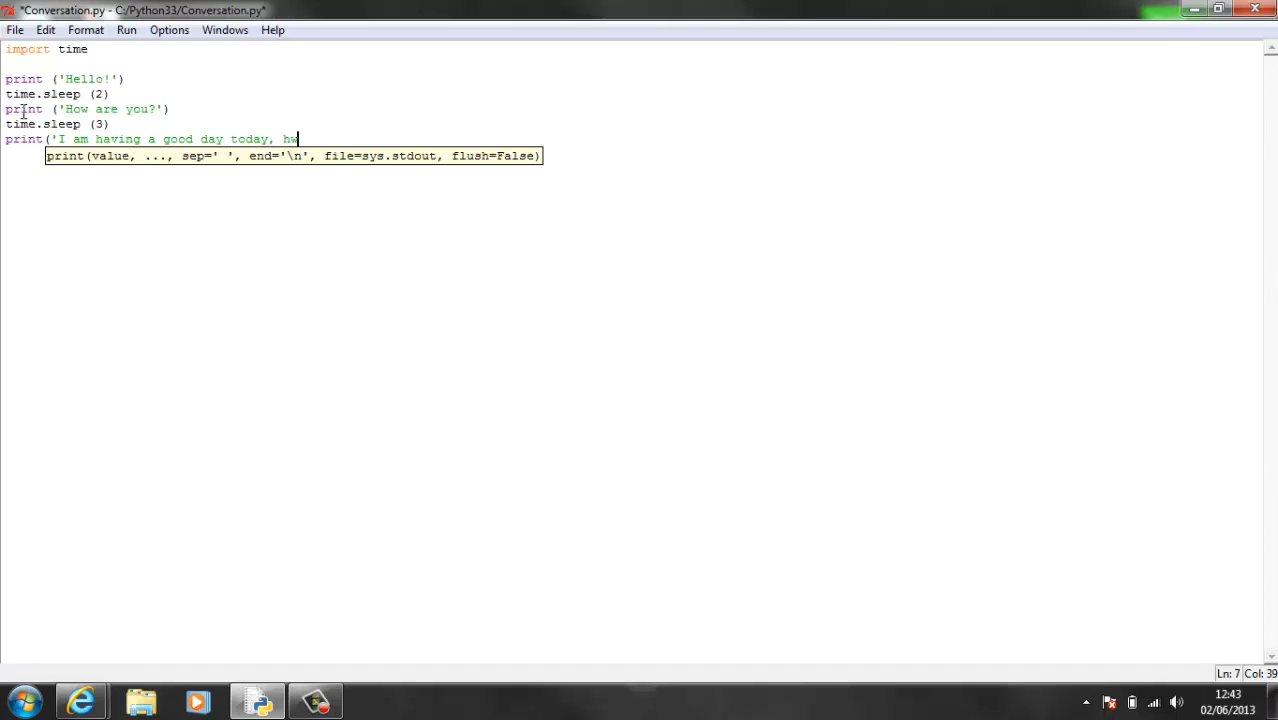 *Conversation.py - C:/Python33/Conversation.py*
File Edit Format Run Options Windows Help
import time
print ('Hello!')
time.sleep (2)
print ('How are you?')
time.sleep (3)
print('I am having a good day today, hw
print(value, ..., sep=' ', end='\n', file=sys.stdout, flush=False)
Ln: 7 Col: 39
12:43
02/06/2013